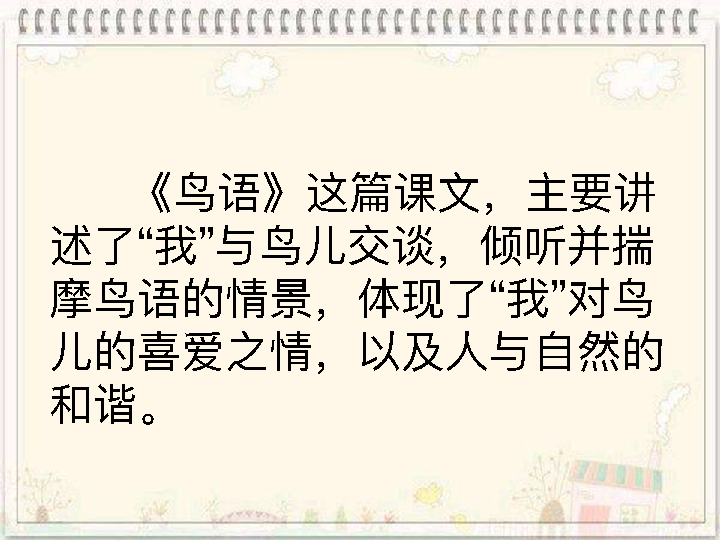 《鸟语》这篇课文，主要讲
述了“我”与鸟儿交谈，倾听并揣
摩鸟语的情景，体现了“我”对鸟
儿的喜爱之情，以及人与自然的
和谐。